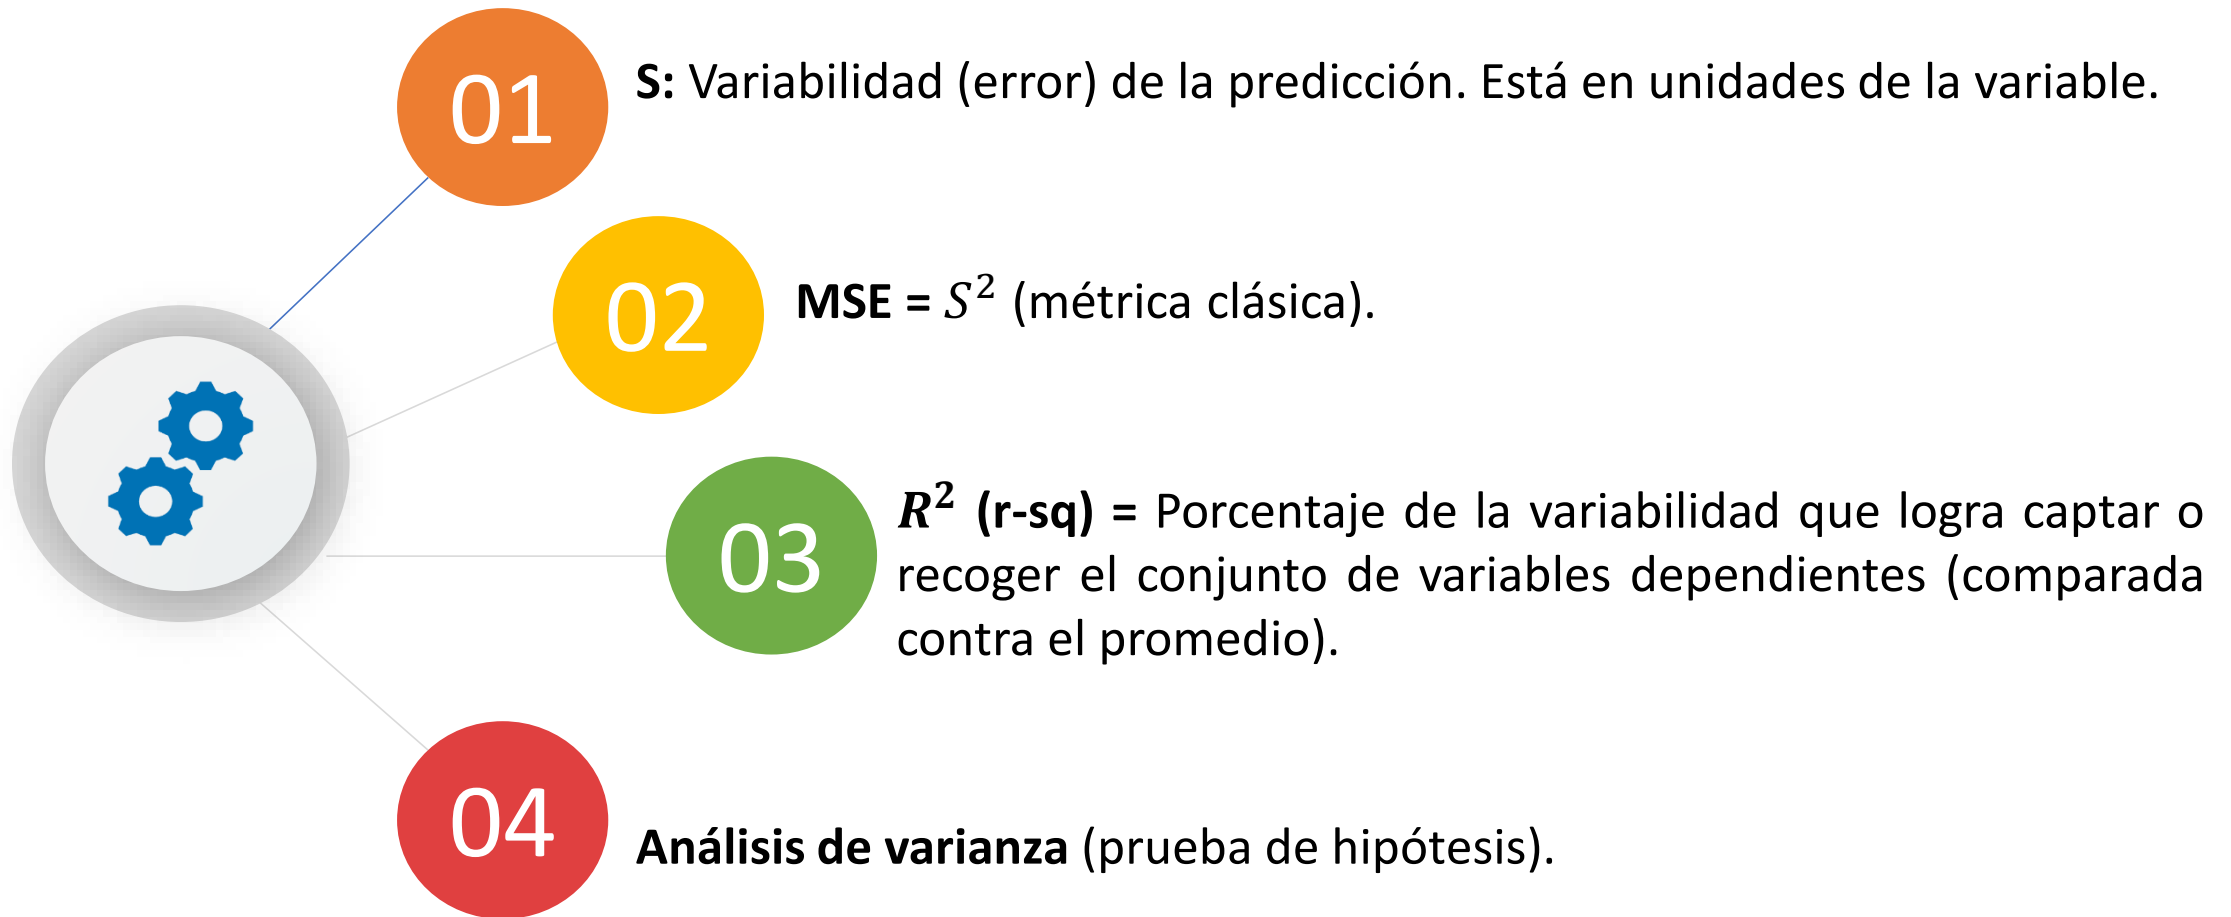 01
S: Variabilidad (error) de la predicción. Está en unidades de la variable.
02
MSE = S² (métrica clásica).
03
R² (r-sq) = Porcentaje de la variabilidad que logra captar o
recoger el conjunto de variables dependientes (comparada
contra el promedio).
04
Análisis de varianza (prueba de hipótesis).